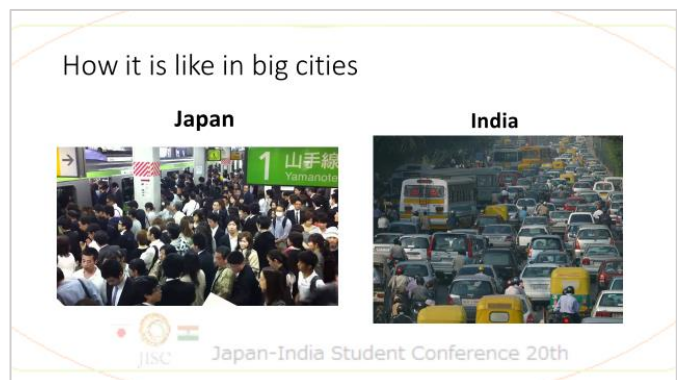 How it is like in big cities
Japan
India
1 山手線
Yamanote
JISC
Japan-India Student Conference 20th